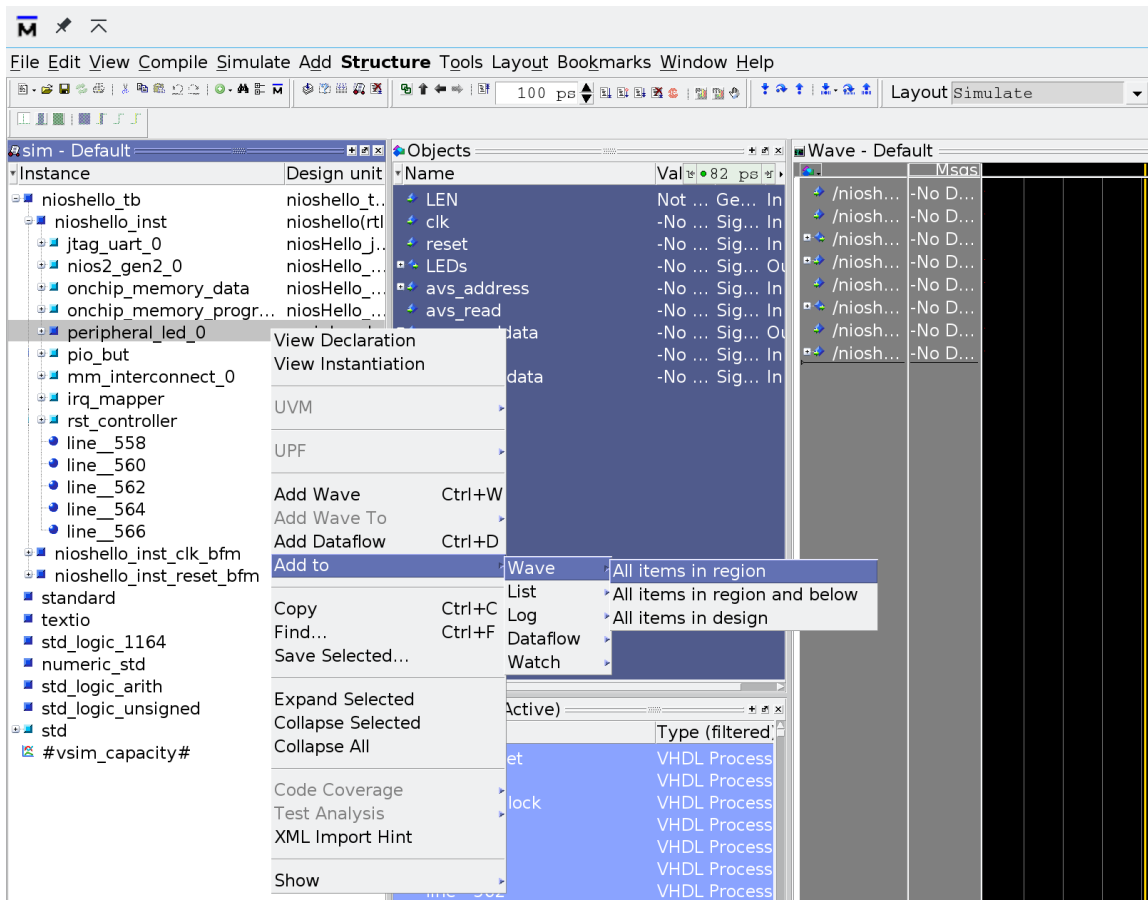 M
File Edit View Compile Simulate Add Structure Tools Layout Bookmarks Window Help
100 ps
Layout Simulate
sim - Default
Instance Design unit
nioshello_tb nioshello_t...
nioshello_inst nioshello(rtl
jtag_uart_0 niosHello_j...
nios2_gen2_0 niosHello_...
onchip_memory_data niosHello_...
onchip_memory_progr... niosHello_...
peripheral_led_0
pio_but
mm_interconnect_0
irq_mapper
rst_controller
line__558
line__560
line__562
line__564
line__566
nioshello_inst_clk_bfm
nioshello_inst_reset_bfm
standard
textio
std_logic_1164
numeric_std
std_logic_arith
std_logic_unsigned
std
#vsim_capacity#
View Declaration
View Instantiation
UVM
UPF
Add Wave Ctrl+W
Add Wave To
Add Dataflow Ctrl+D
Add to
Copy Ctrl+C
Find... Ctrl+F
Save Selected...
Expand Selected
Collapse Selected
Collapse All
Code Coverage
Test Analysis
XML Import Hint
Show
Wave
List
Log
Dataflow
Watch
All items in region
All items in region and below
All items in design
Objects
Name Val 82 ps
LEN Not ... Ge... In
clk -No ... Sig... In
reset -No ... Sig... In
LEDs -No ... Sig... Ou
avs_address -No ... Sig... In
avs_read -No ... Sig... In
data -No ... Sig... Ou
-No ... Sig... In
data -No ... Sig... In
Active)
Type (filtered)
et VHDL Process
VHDL Process
lock VHDL Process
VHDL Process
VHDL Process
VHDL Process
VHDL Process
Wave - Default
Msgs
/niosh... -No D...
/niosh... -No D...
/niosh... -No D...
/niosh... -No D...
/niosh... -No D...
/niosh... -No D...
/niosh... -No D...
/niosh... -No D...